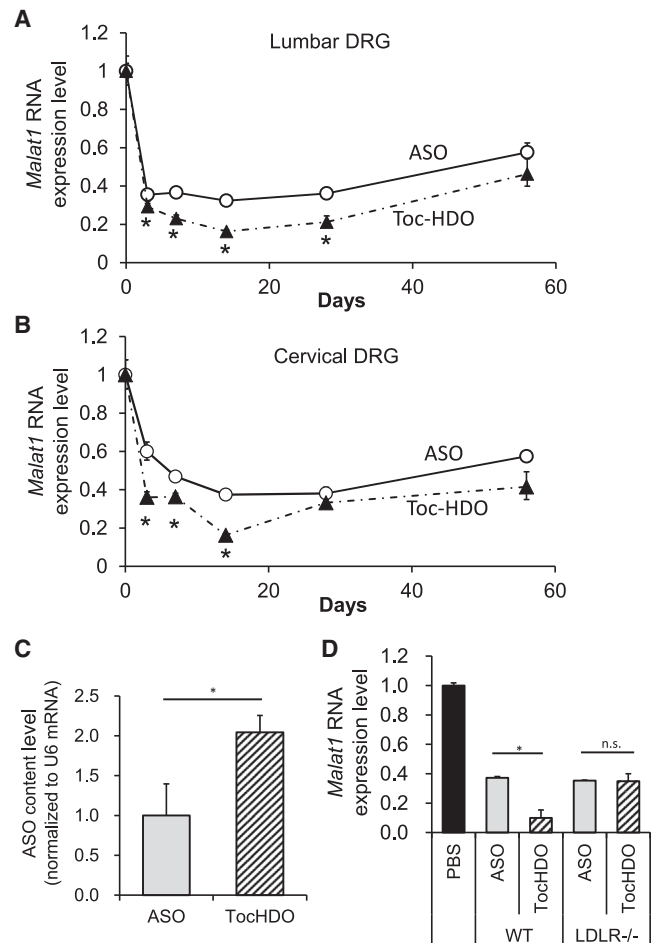 A
Lumbar DRG
Malat1 RNA
expression level
1.2
1
0.8
0.6
0.4
0.2
0
ASO
Toc-HDO
*
*
*
*
0
20
40
60
Days
B
Cervical DRG
Malat1 RNA
expression level
1.2
1
0.8
0.6
0.4
0.2
0
ASO
Toc-HDO
*
*
*
0
20
40
60
Days
C
ASO content level
(normalized to U6 mRNA)
2.5
2.0
1.5
1.0
0.5
0.0
*
ASO
TocHDO
D
Malat1 RNA
expression level
1.2
1.0
0.8
0.6
0.4
0.2
0.0
*
n.s.
PBS
ASO
TocHDO
ASO
TocHDO
WT
LDLR-/-